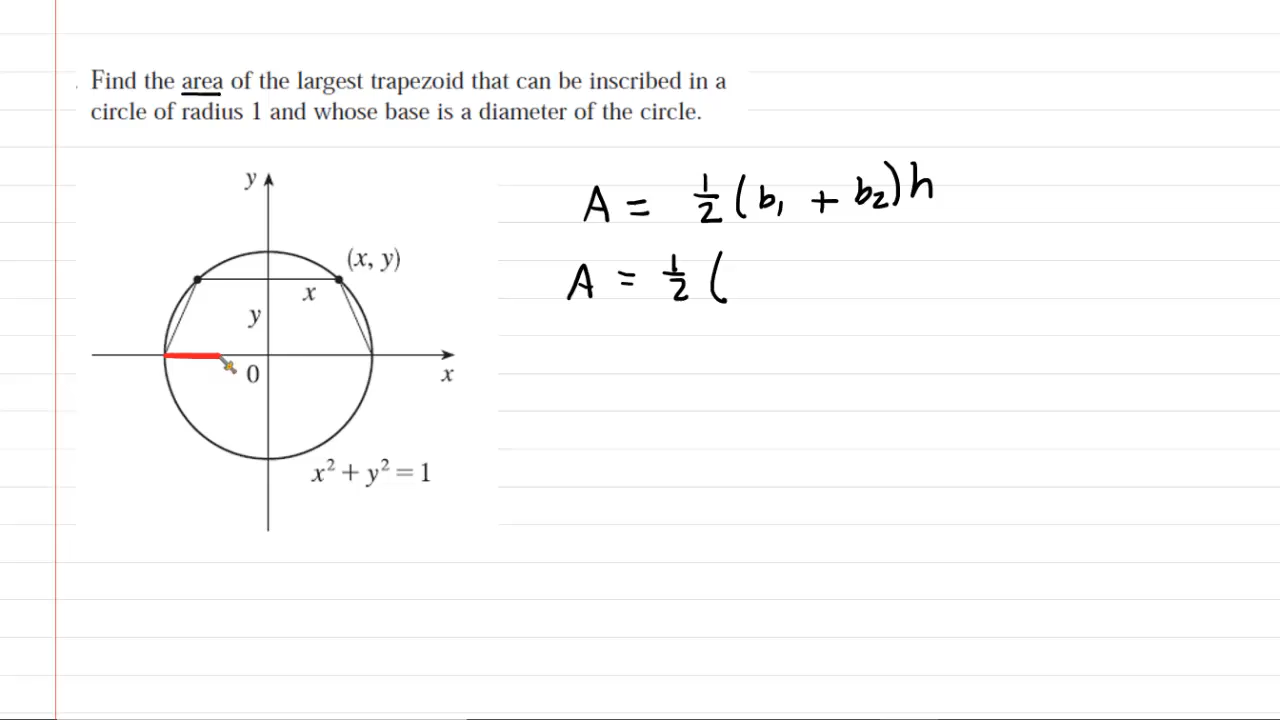 Find the area of the largest trapezoid that can be inscribed in a
circle of radius 1 and whose base is a diameter of the circle.
A = 1/2 (b₁ + b₂)h
A = 1/2 (
y
(x, y)
x
y
0
x
x² + y² = 1